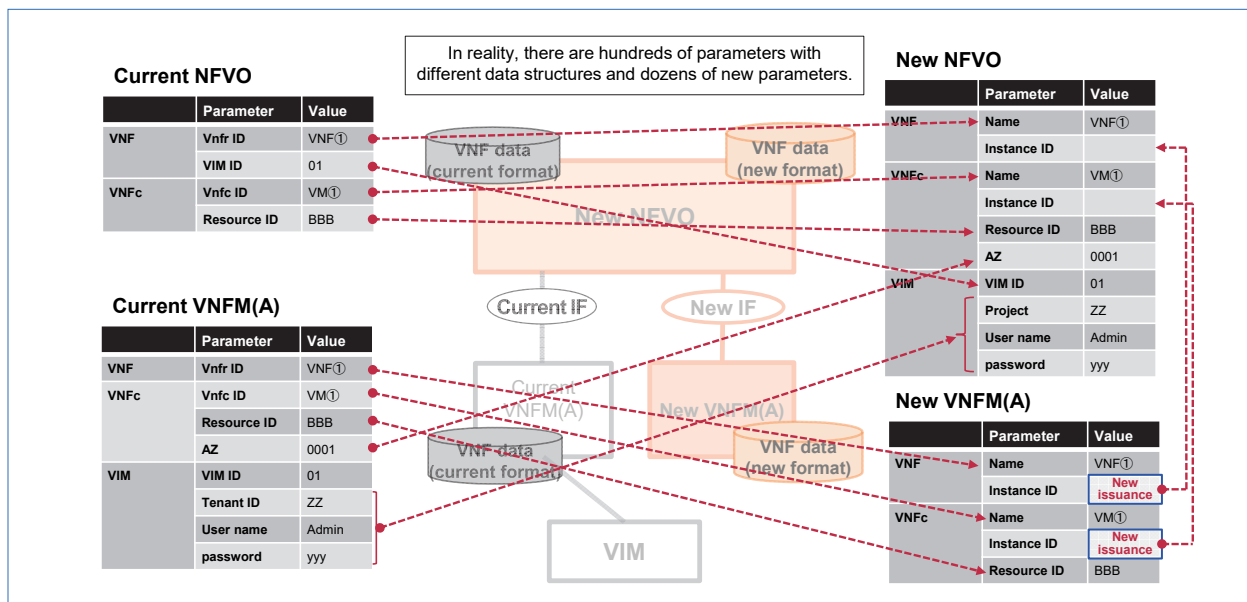 In reality, there are hundreds of parameters with
different data structures and dozens of new parameters.
Current NFVO
Parameter Value
VNF Vnfr ID VNF①
VIM ID 01
VNFc Vnfc ID VM①
Resource ID BBB
Current VNFM(A)
Parameter Value
VNF Vnfr ID VNF①
VNFc Vnfc ID VM①
Resource ID BBB
AZ 0001
VIM VIM ID 01
Tenant ID ZZ
User name Admin
password yyy
VNF data
(current format)
VNF data
(new format)
New NFVO
Current IF
New IF
Current
VNFM(A)
New VNFM(A)
VNF data
(current format)
VNF data
(new format)
VIM
New NFVO
Parameter Value
VNF Name VNF①
Instance ID
VNFc Name VM①
Instance ID
Resource ID BBB
AZ 0001
VIM VIM ID 01
Project ZZ
User name Admin
password yyy
New VNFM(A)
Parameter Value
VNF Name VNF①
Instance ID New
issuance
VNFc Name VM①
Instance ID New
issuance
Resource ID BBB